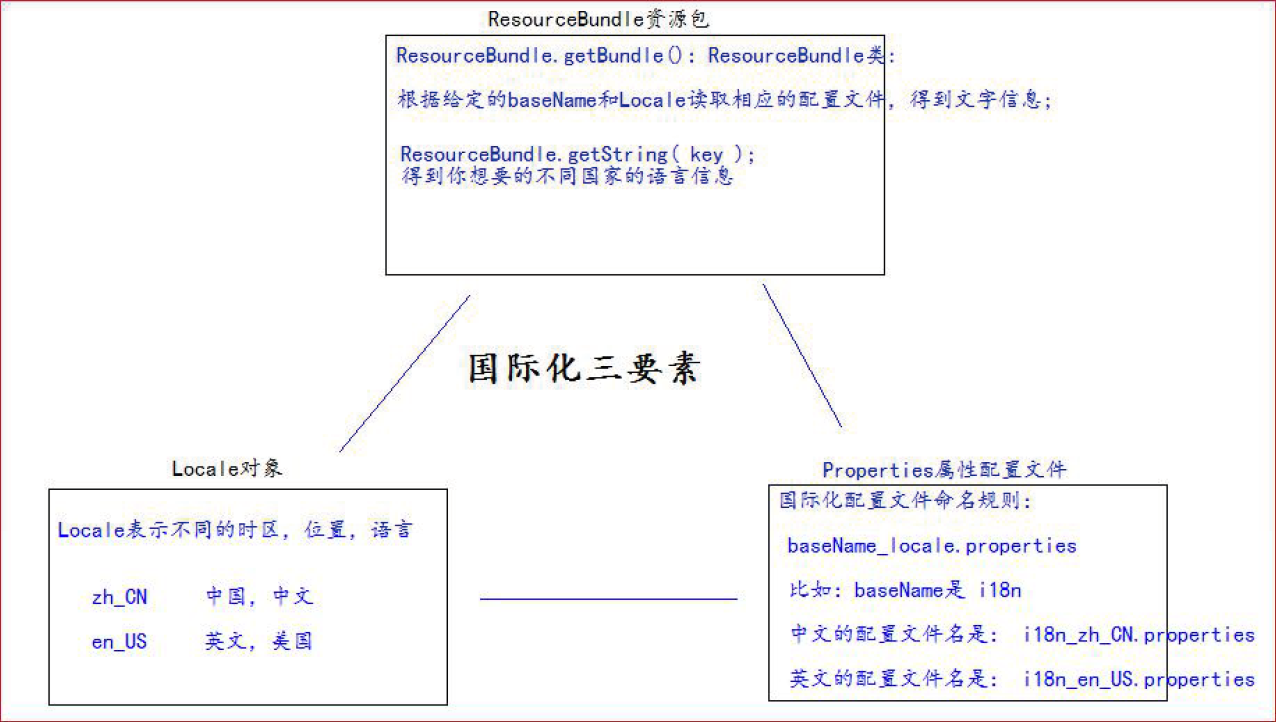 ResourceBundle资源包
ResourceBundle.getBundle(): ResourceBundle类:
根据给定的baseName和Locale读取相应的配置文件，得到文字信息;
ResourceBundle.getString( key );
得到你想要的不同国家的语言信息
国际化三要素
Locale对象
Locale表示不同的时区，位置，语言
zh_CN 中国，中文
en_US 英文，美国
Properties属性配置文件
国际化配置文件命名规则:
baseName_locale.properties
比如: baseName是 i18n
中文的配置文件名是: i18n_zh_CN.properties
英文的配置文件名是: i18n_en_US.properties